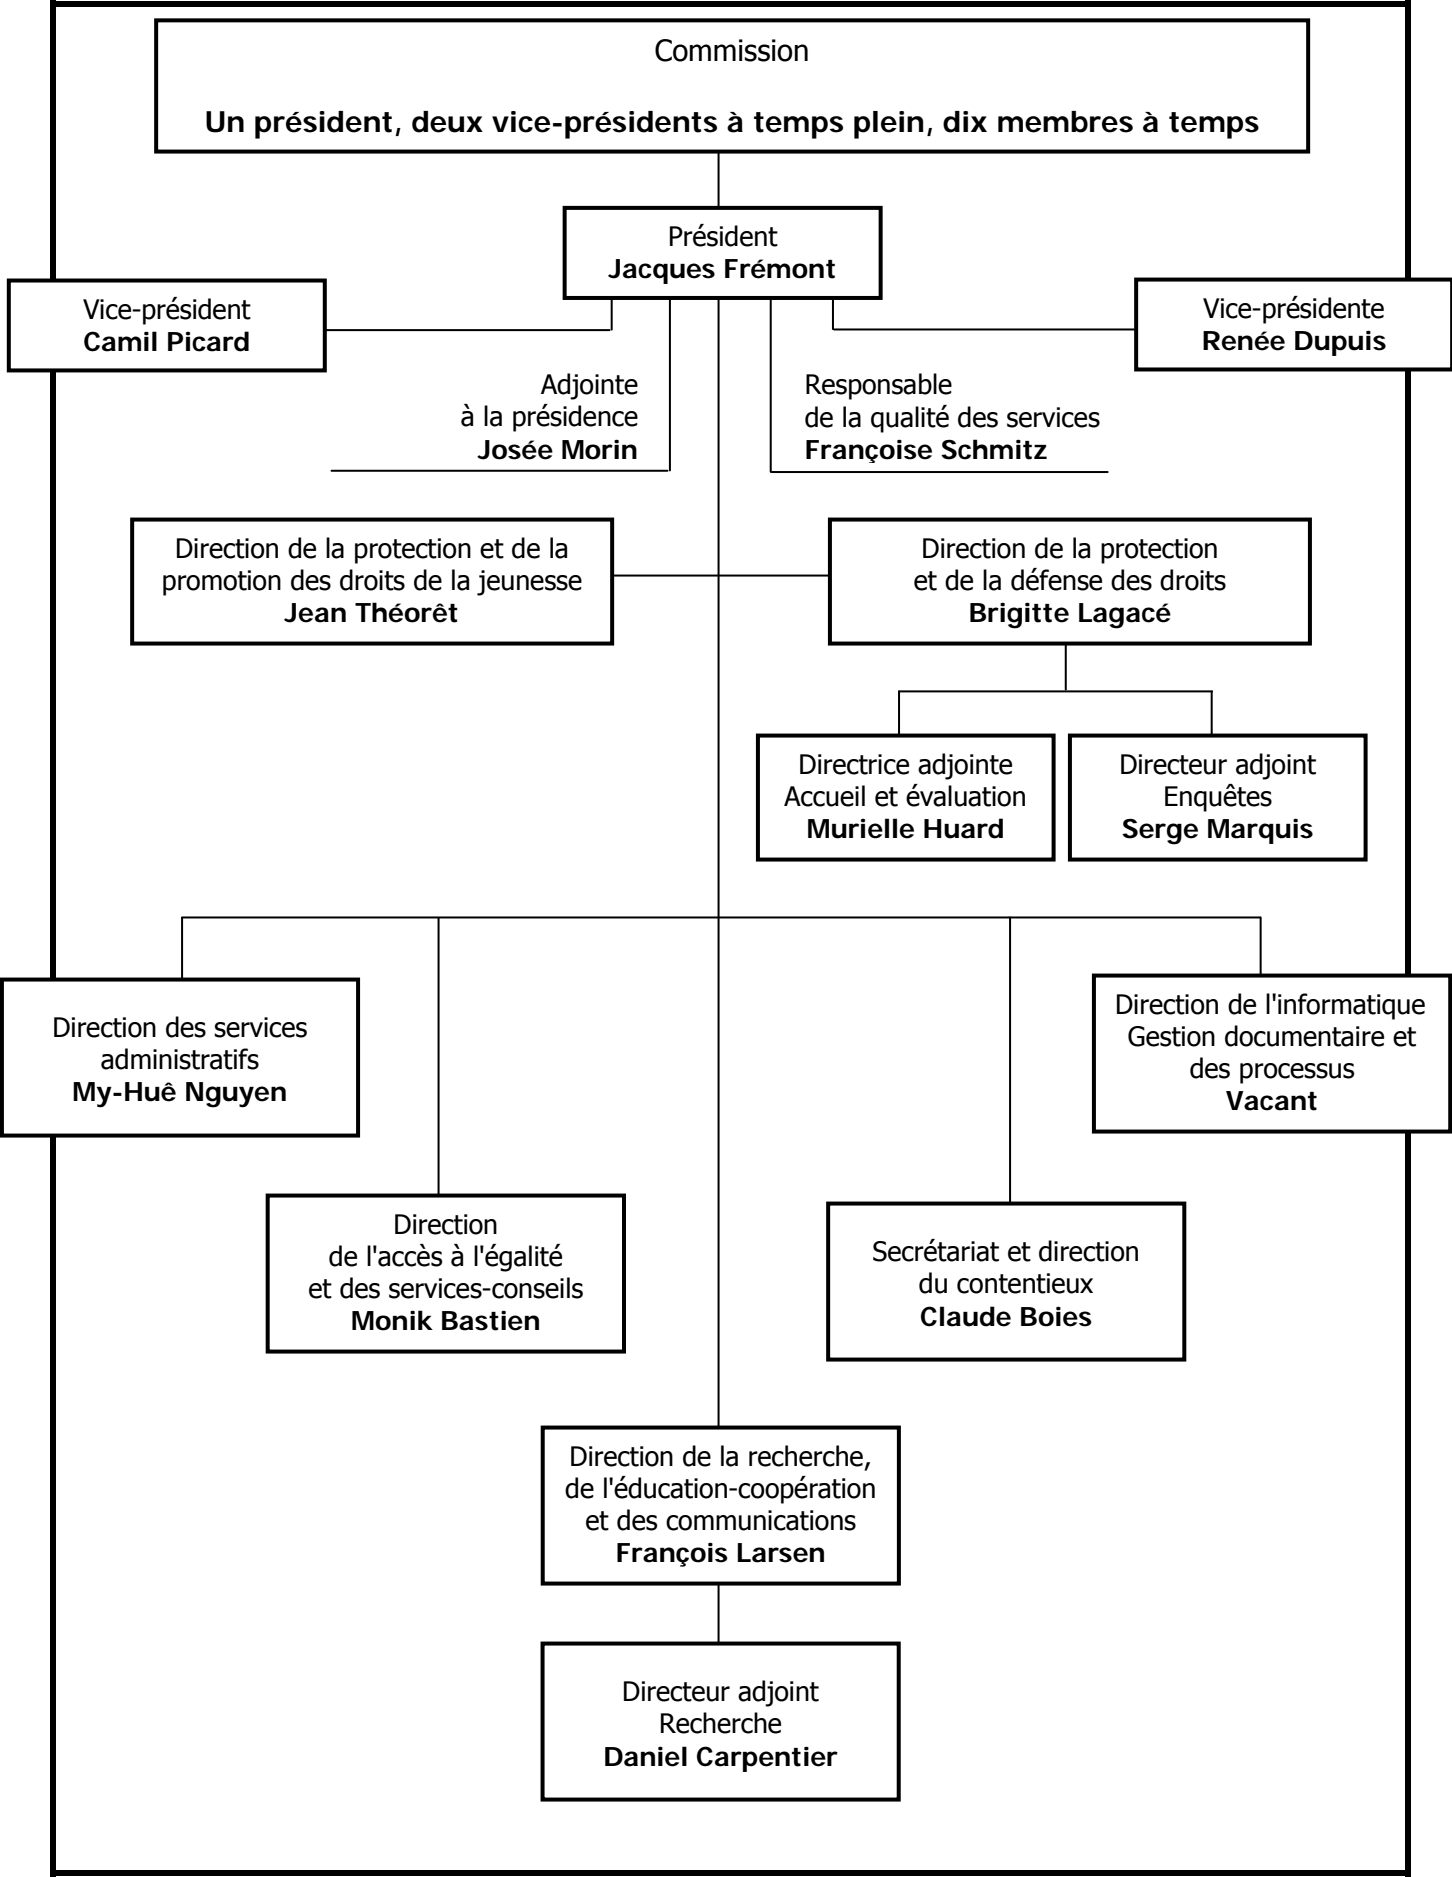 Commission
Un président, deux vice-présidents à temps plein, dix membres à temps
Président
Jacques Frémont
Vice-président
Camil Picard
Vice-présidente
Renée Dupuis
Adjointe
à la présidence
Josée Morin
Responsable
de la qualité des services
Françoise Schmitz
Direction de la protection et de la
promotion des droits de la jeunesse
Jean Théorêt
Direction de la protection
et de la défense des droits
Brigitte Lagacé
Directrice adjointe
Accueil et évaluation
Murielle Huard
Directeur adjoint
Enquêtes
Serge Marquis
Direction des services
administratifs
My-Huê Nguyen
Direction de l'informatique
Gestion documentaire et
des processus
Vacant
Direction
de l'accès à l'égalité
et des services-conseils
Monik Bastien
Secrétariat et direction
du contentieux
Claude Boies
Direction de la recherche,
de l'éducation-coopération
et des communications
François Larsen
Directeur adjoint
Recherche
Daniel Carpentier